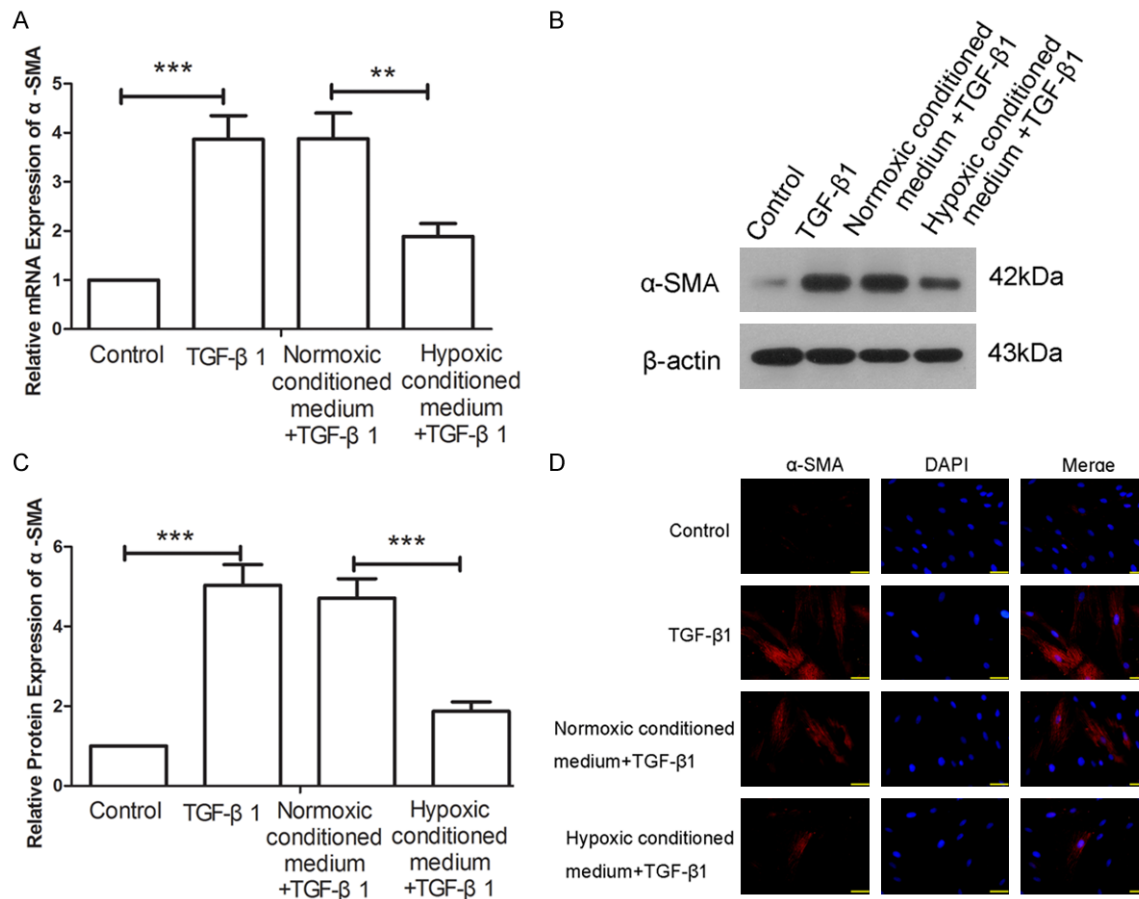 A
Relative mRNA Expression of α -SMA
5
4
3
2
1
0
***
**
Control
TGF-β 1
Normoxic
conditioned
medium
+TGF-β 1
Hypoxic
conditioned
medium
+TGF-β 1
B
Control
TGF-β1
Normoxic conditioned
medium +TGF-β1
Hypoxic conditioned
medium +TGF-β1
α-SMA
42kDa
β-actin
43kDa
C
Relative Protein Expression of α -SMA
6
4
2
0
***
***
Control
TGF-β 1
Normoxic
conditioned
medium
+TGF-β 1
Hypoxic
conditioned
medium
+TGF-β 1
D
α-SMA
DAPI
Merge
Control
TGF-β1
Normoxic conditioned
medium+TGF-β1
Hypoxic conditioned
medium+TGF-β1